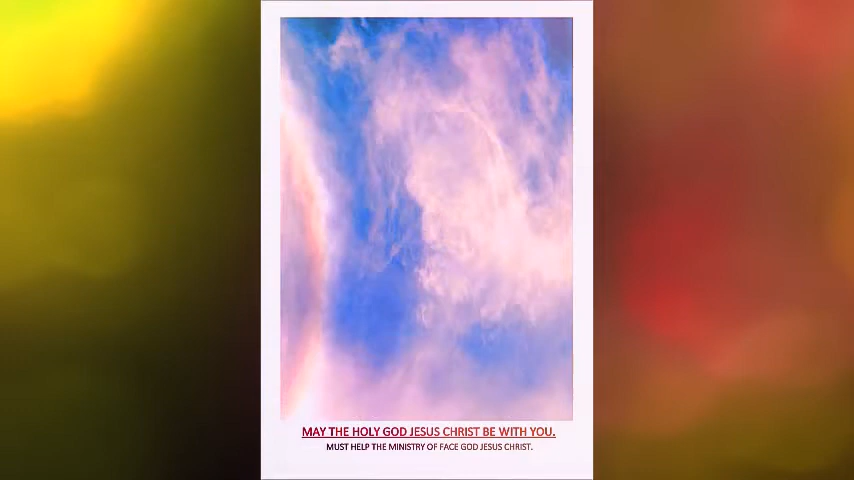 MAY THE HOLY GOD JESUS CHRIST BE WITH YOU.
MUST HELP THE MINISTRY OF FACE GOD JESUS CHRIST.